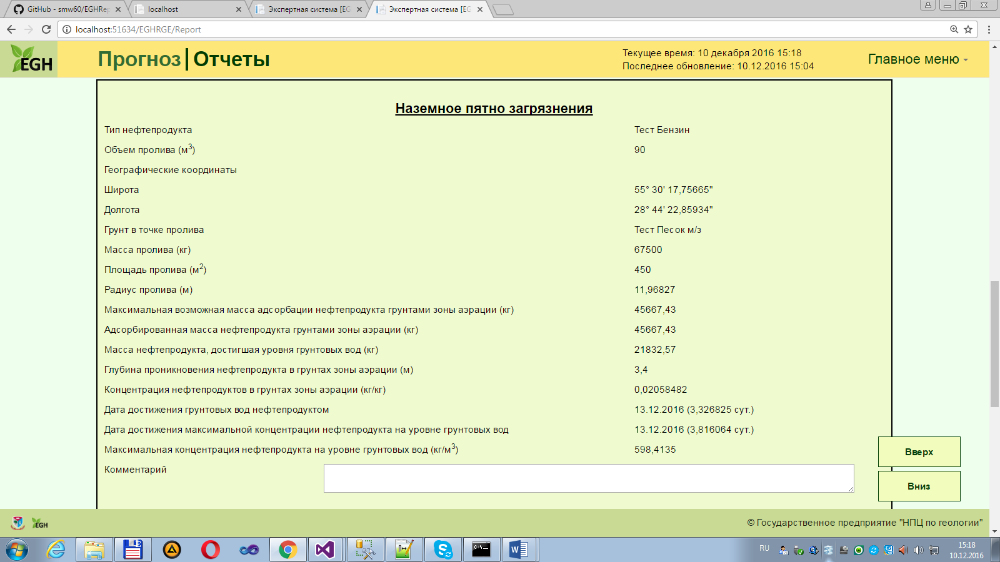 GitHub - smw60/EGHRep
localhost
Экспертная система [EG
Экспертная система [EG
localhost:51634/EGHRGE/Report
EGH
Прогноз | Отчеты
Текущее время: 10 декабря 2016 15:18
Последнее обновление: 10.12.2016 15:04
Главное меню
Наземное пятно загрязнения
Тип нефтепродукта Тест Бензин
Объем пролива (м3) 90
Географические координаты
Широта 55° 30' 17,75665"
Долгота 28° 44' 22,85934"
Грунт в точке пролива Тест Песок м/з
Масса пролива (кг) 67500
Площадь пролива (м2) 450
Радиус пролива (м) 11,96827
Максимальная возможная масса адсорбации нефтепродукта грунтами зоны аэрации (кг) 45667,43
Адсорбированная масса нефтепродукта грунтами зоны аэрации (кг) 45667,43
Масса нефтепродукта, достигшая уровня грунтовых вод (кг) 21832,57
Глубина проникновения нефтепродукта в грунтах зоны аэрации (м) 3,4
Концентрация нефтепродуктов в грунтах зоны аэрации (кг/кг) 0,02058482
Дата достижения грунтовых вод нефтепродуктом 13.12.2016 (3,326825 сут.)
Дата достижения максимальной концентрации нефтепродукта на уровне грунтовых вод 13.12.2016 (3,816064 сут.)
Максимальная концентрация нефтепродукта на уровне грунтовых вод (кг/м3) 598,4135
Комментарий
Вверх
Вниз
EGH
© Государственное предприятие "НПЦ по геологии"
RU
15:18
10.12.2016